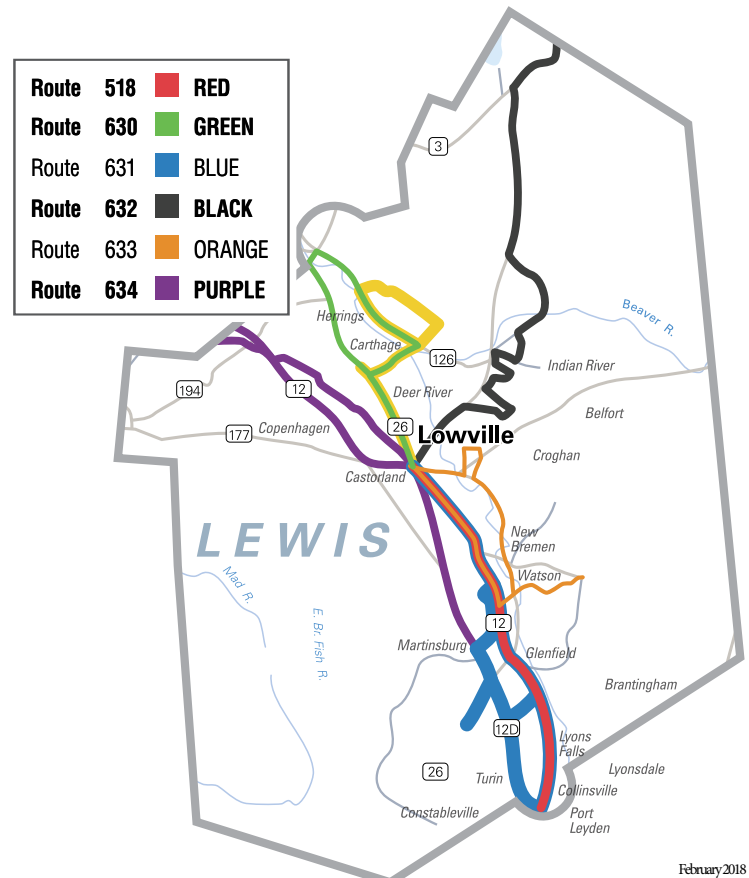 Route 518 RED
Route 630 GREEN
Route 631 BLUE
Route 632 BLACK
Route 633 ORANGE
Route 634 PURPLE
3
Beaver R.
Herrings
Carthage
126
Indian River
194
12
Deer River
Belfort
26
177
Copenhagen
Lowville
Croghan
Castorland
LEWIS
New
Bremen
Mad R.
Watson
E. Br. Fish R.
12
Martinsburg
Glenfield
Brantingham
12D
Lyons
Falls
26
Turin
Lyonsdale
Collinsville
Constableville
Port
Leyden
February 2018